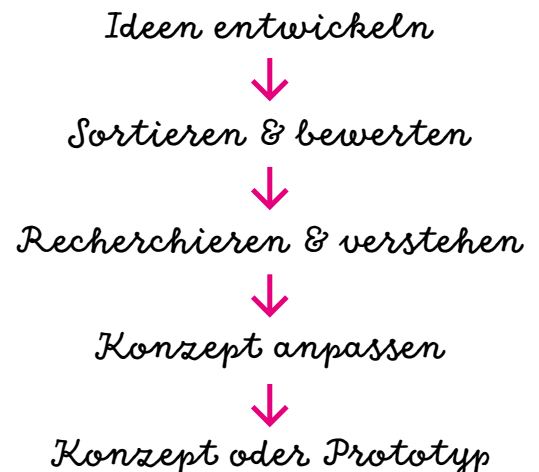 Ideen entwickeln
Sortieren & bewerten
Recherchieren & verstehen
Konzept anpassen
Konzept oder Prototyp